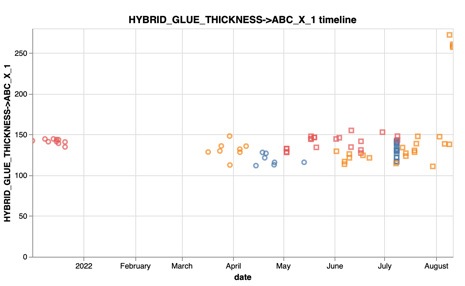 HYBRID_GLUE_THICKNESS->ABC_X_1 timeline
HYBRID_GLUE_THICKNESS->ABC_X_1
250
200
150
100
50
0
2022
February
March
April
May
June
July
August
date